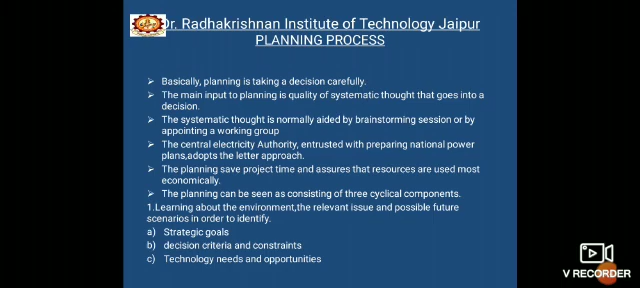 Dr. Radhakrishnan Institute of Technology Jaipur
PLANNING PROCESS
➤ Basically, planning is taking a decision carefully.
➤ The main input to planning is quality of systematic thought that goes into a
decision.
➤ The systematic thought is normally aided by brainstorming session or by
appointing a working group
➤ The central electricity Authority, entrusted with preparing national power
plans,adopts the letter approach.
➤ The planning save project time and assures that resources are used most
economically.
➤ The planning can be seen as consisting of three cyclical components.
1.Learning about the environment,the relevant issue and possible future
scenarios in order to identify.
a) Strategic goals
b) decision criteria and constraints
c) Technology needs and opportunities
V RECORDER